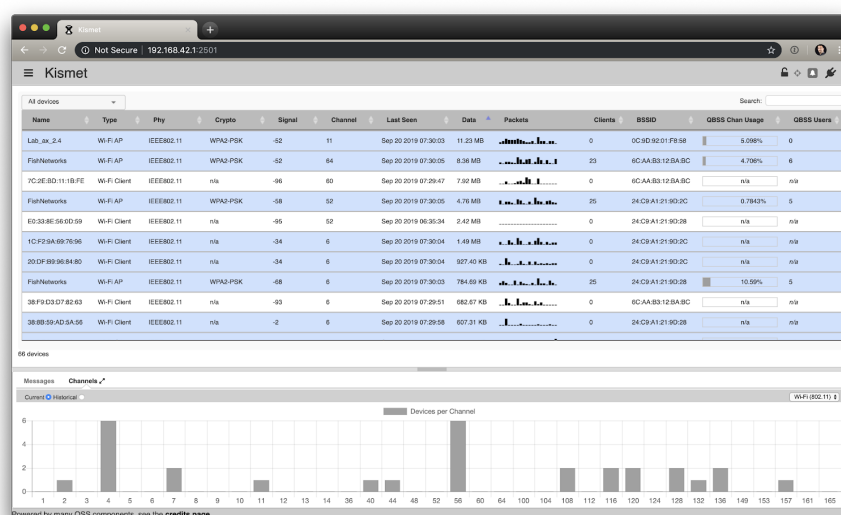 Kismet
Not Secure | 192.168.42.1:2501
Kismet
All devices
Search:
Name Type Phy Crypto Signal Channel Last Seen Data Packets Clients BSSID QBSS Chan Usage QBSS Users
Lab_ax_2.4 Wi-Fi AP IEEE802.11 WPA2-PSK -52 11 Sep 20 2019 07:30:03 11.23 MB 0 0C:9D:92:01:F8:58 5.098% 0
FishNetworks Wi-Fi AP IEEE802.11 WPA2-PSK -52 64 Sep 20 2019 07:30:05 8.36 MB 23 6C:AA:B3:12:BA:BC 4.706% 6
7C:2E:BD:11:1B:FE Wi-Fi Client IEEE802.11 n/a -96 60 Sep 20 2019 07:29:47 7.92 MB 0 6C:AA:B3:12:BA:BC n/a n/a
FishNetworks Wi-Fi AP IEEE802.11 WPA2-PSK -58 52 Sep 20 2019 07:30:05 4.76 MB 25 24:C9:A1:21:9D:2C 0.7843% 5
E0:33:8E:56:0D:59 Wi-Fi Client IEEE802.11 n/a -95 52 Sep 20 2019 06:35:34 2.42 MB 0 24:C9:A1:21:9D:28 n/a n/a
1C:F2:9A:69:76:96 Wi-Fi Client IEEE802.11 n/a -34 6 Sep 20 2019 07:30:04 1.49 MB 0 24:C9:A1:21:9D:2C n/a n/a
20:DF:B9:96:84:80 Wi-Fi Client IEEE802.11 n/a -34 6 Sep 20 2019 07:30:04 927.40 KB 0 24:C9:A1:21:9D:2C n/a n/a
FishNetworks Wi-Fi AP IEEE802.11 WPA2-PSK -68 6 Sep 20 2019 07:30:03 784.69 KB 25 24:C9:A1:21:9D:28 10.59% 5
38:F9:D3:D7:82:63 Wi-Fi Client IEEE802.11 n/a -93 6 Sep 20 2019 07:29:51 682.67 KB 0 6C:AA:B3:12:BA:BC n/a n/a
38:8B:59:AD:5A:56 Wi-Fi Client IEEE802.11 n/a -2 6 Sep 20 2019 07:29:58 607.31 KB 0 24:C9:A1:21:9D:28 n/a n/a
66 devices
Messages Channels
Current Historical Wi-Fi (802.11)
Devices per Channel
6
4
2
0
1 2 3 4 5 6 7 8 9 10 11 12 13 14 36 40 44 48 52 56 60 64 100 104 108 112 116 120 124 128 132 136 149 153 157 161 165
Powered by many OSS components, see the credits page